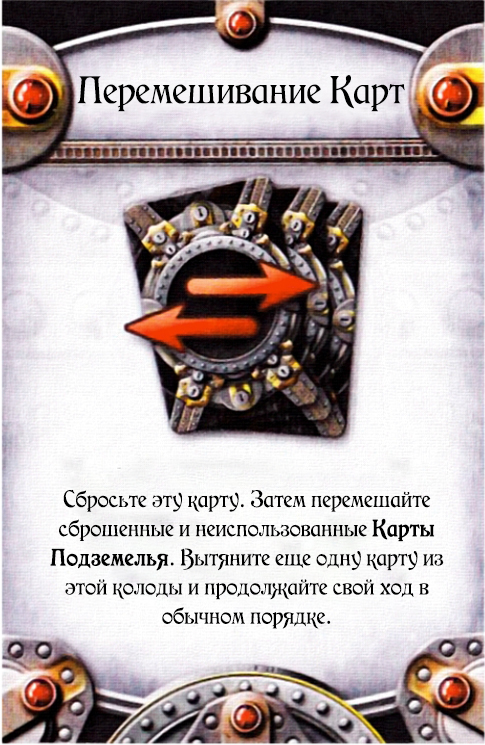 Перемешивание Карт
Сбросьте эту карту. Затем перемешайте
сброшенные и неиспользованные Карты
Подземелья. Вытяните еще одну карту из
этой колоды и продолжайте свой ход в
обычном порядке.